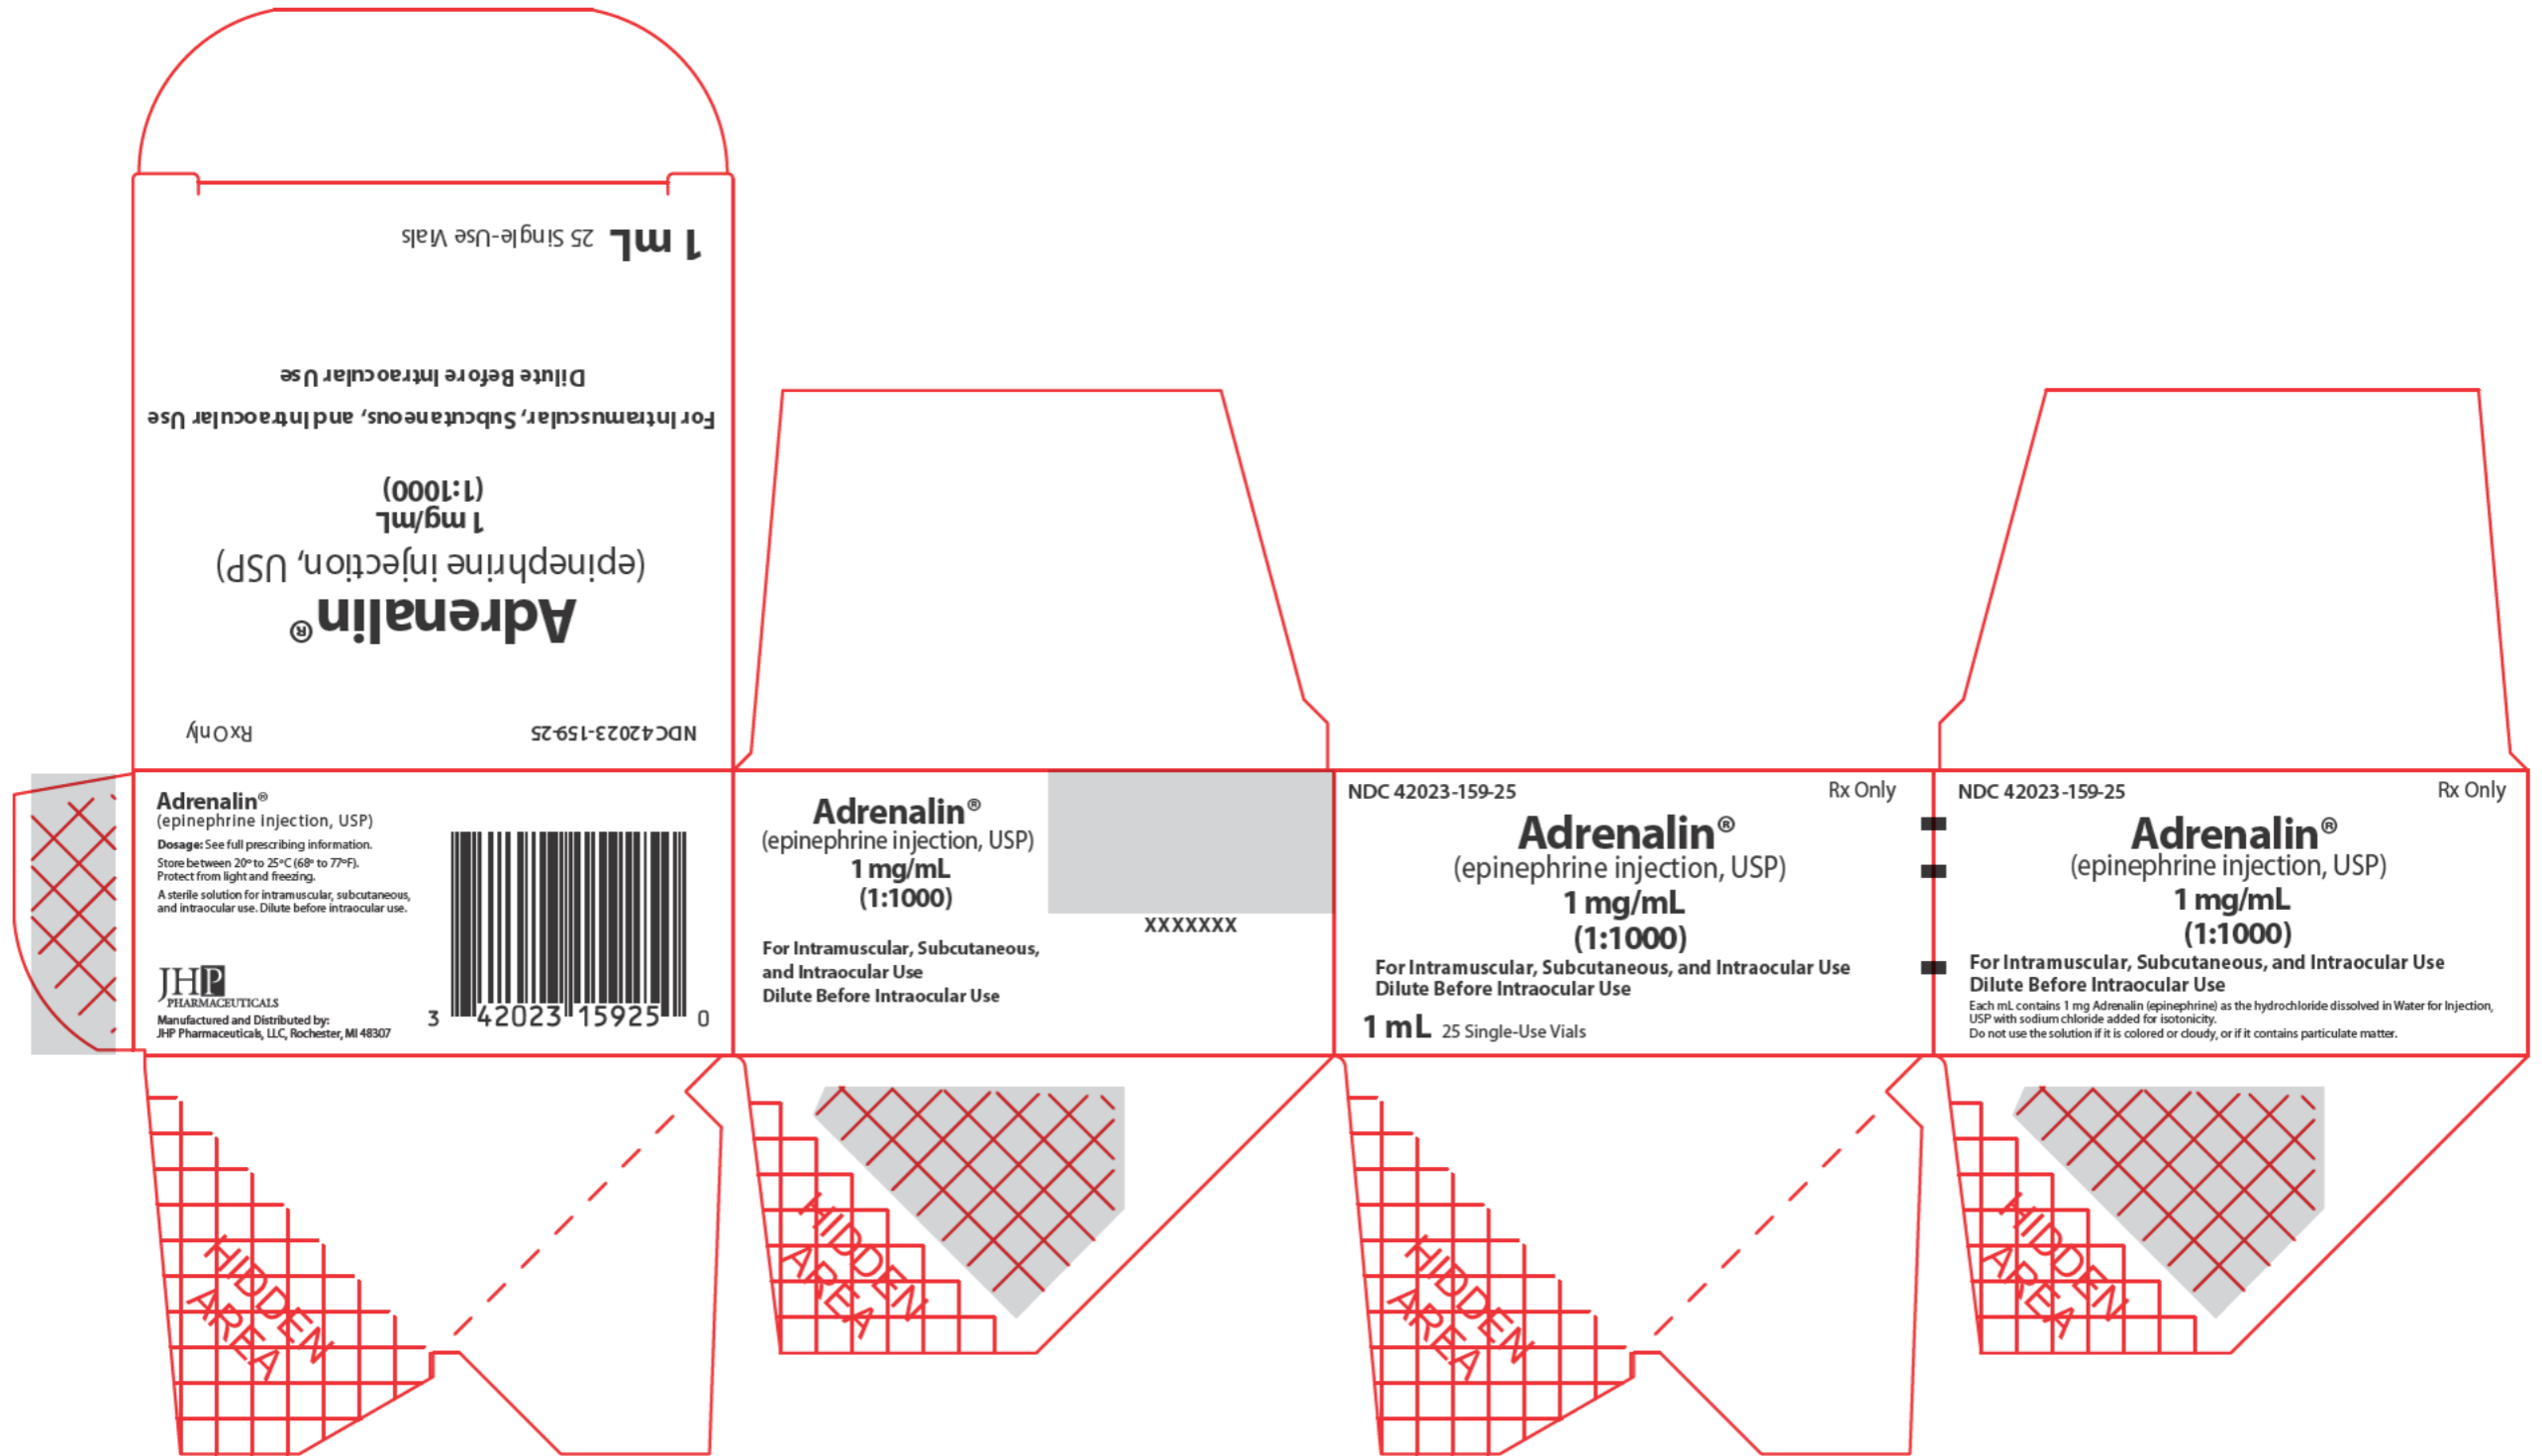 1 mL 25 Single-Use Vials
Dilute Before Intraocular Use
For Intramuscular, Subcutaneous, and Intraocular Use
(1:1000)
1 mg/mL
(epinephrine injection, USP)
Adrenalin®
NDC 42023-159-25 Rx Only
Adrenalin®
(epinephrine injection, USP)
Dosage: See full prescribing information.
Store between 20° to 25°C (68° to 77°F).
Protect from light and freezing.
A sterile solution for intramuscular, subcutaneous,
and intraocular use. Dilute before intraocular use.
JHP
PHARMACEUTICALS
Manufactured and Distributed by:
JHP Pharmaceuticals, LLC, Rochester, MI 48307
3 42023 15925 0
Adrenalin®
(epinephrine injection, USP)
1 mg/mL
(1:1000)
XXXXXXX
For Intramuscular, Subcutaneous,
and Intraocular Use
Dilute Before Intraocular Use
NDC 42023-159-25 Rx Only
Adrenalin®
(epinephrine injection, USP)
1 mg/mL
(1:1000)
For Intramuscular, Subcutaneous, and Intraocular Use
Dilute Before Intraocular Use
1 mL 25 Single-Use Vials
NDC 42023-159-25 Rx Only
Adrenalin®
(epinephrine injection, USP)
1 mg/mL
(1:1000)
For Intramuscular, Subcutaneous, and Intraocular Use
Dilute Before Intraocular Use
Each mL contains 1 mg Adrenalin (epinephrine) as the hydrochloride dissolved in Water for Injection,
USP with sodium chloride added for isotonicity.
Do not use the solution if it is colored or cloudy, or if it contains particulate matter.
HIDDEN
AREA
HIDDEN
AREA
HIDDEN
AREA
HIDDEN
AREA